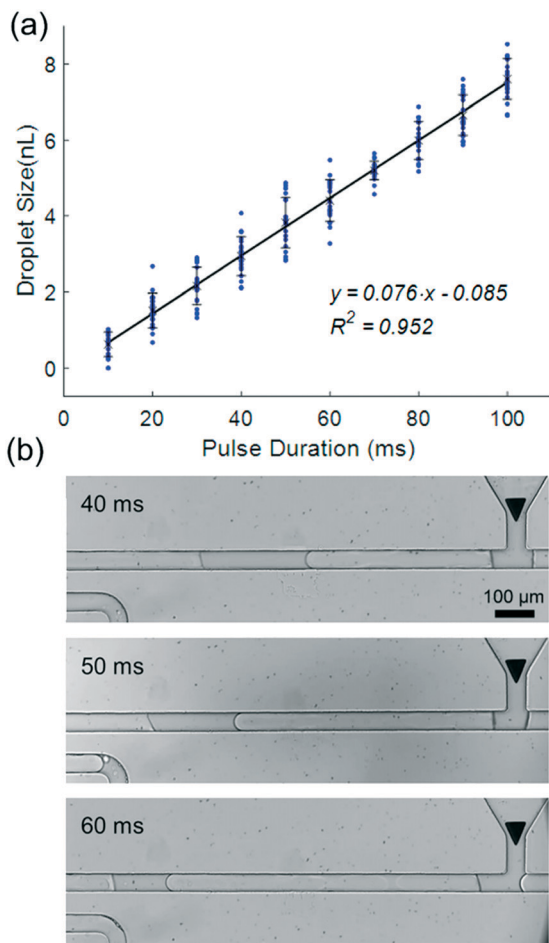 (a)
Droplet Size(nL)
8
6
4
2
0
y = 0.076·x - 0.085
R² = 0.952
0 20 40 60 80 100
Pulse Duration (ms)
(b)
40 ms
100 µm
50 ms
60 ms